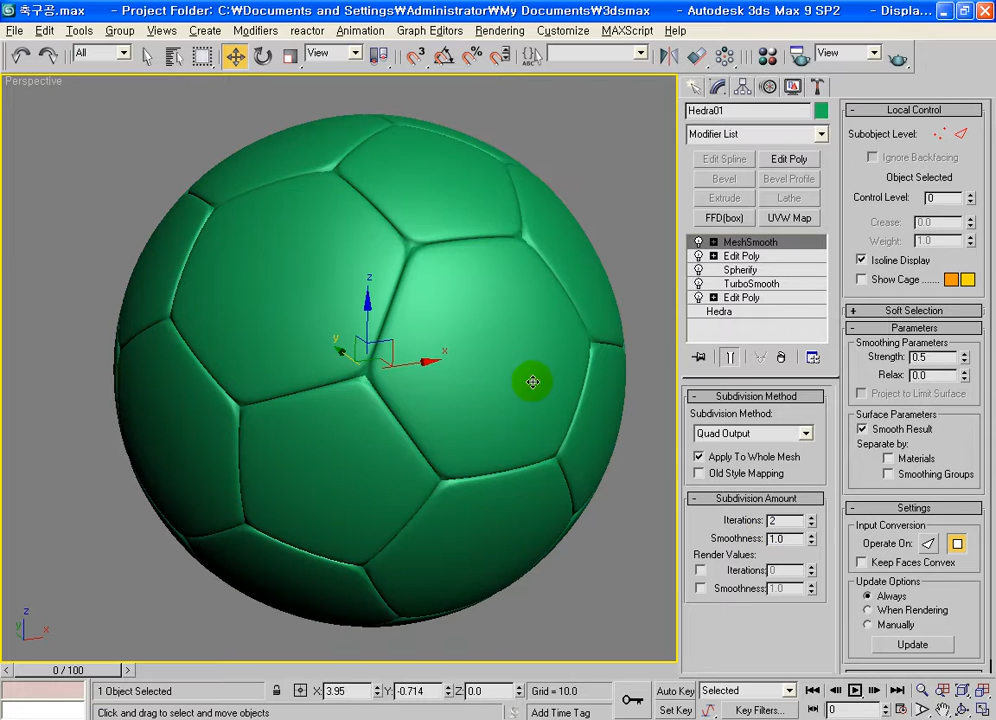 축구공.max - Project Folder: C:₩Documents and Settings₩Administrator₩My Documents₩3dsmax - Autodesk 3ds Max 9 SP2 - Displa...
File Edit Tools Group Views Create Modifiers reactor Animation Graph Editors Rendering Customize MAXScript Help
All View View
Perspective
Hedra01
Modifier List
Edit Spline Edit Poly
Bevel Bevel Profile
Extrude Lathe
FFD(box) UVW Map
MeshSmooth
Edit Poly
Spherify
TurboSmooth
Edit Poly
Hedra
- Subdivision Method
Subdivision Method:
Quad Output
Apply To Whole Mesh
Old Style Mapping
- Subdivision Amount
Iterations: 2
Smoothness: 1.0
Render Values:
Iterations: 0
Smoothness: 1.0
- Local Control
Subobject Level:
Ignore Backfacing
Object Selected
Control Level: 0
Crease: 0.0
Weight: 1.0
Isoline Display
Show Cage .......
+ Soft Selection
- Parameters
Smoothing Parameters
Strength: 0.5
Relax: 0.0
Project to Limit Surface
Surface Parameters
Smooth Result
Separate by:
Materials
Smoothing Groups
- Settings
Input Conversion
Operate On:
Keep Faces Convex
Update Options
Always
When Rendering
Manually
Update
z
y
x
z
y
x
< 0 / 100 >
1 Object Selected X: 3.95 Y: -0.714 Z: 0.0 Grid = 10.0 Auto Key Selected
Click and drag to select and move objects Add Time Tag Set Key Key Filters... 0